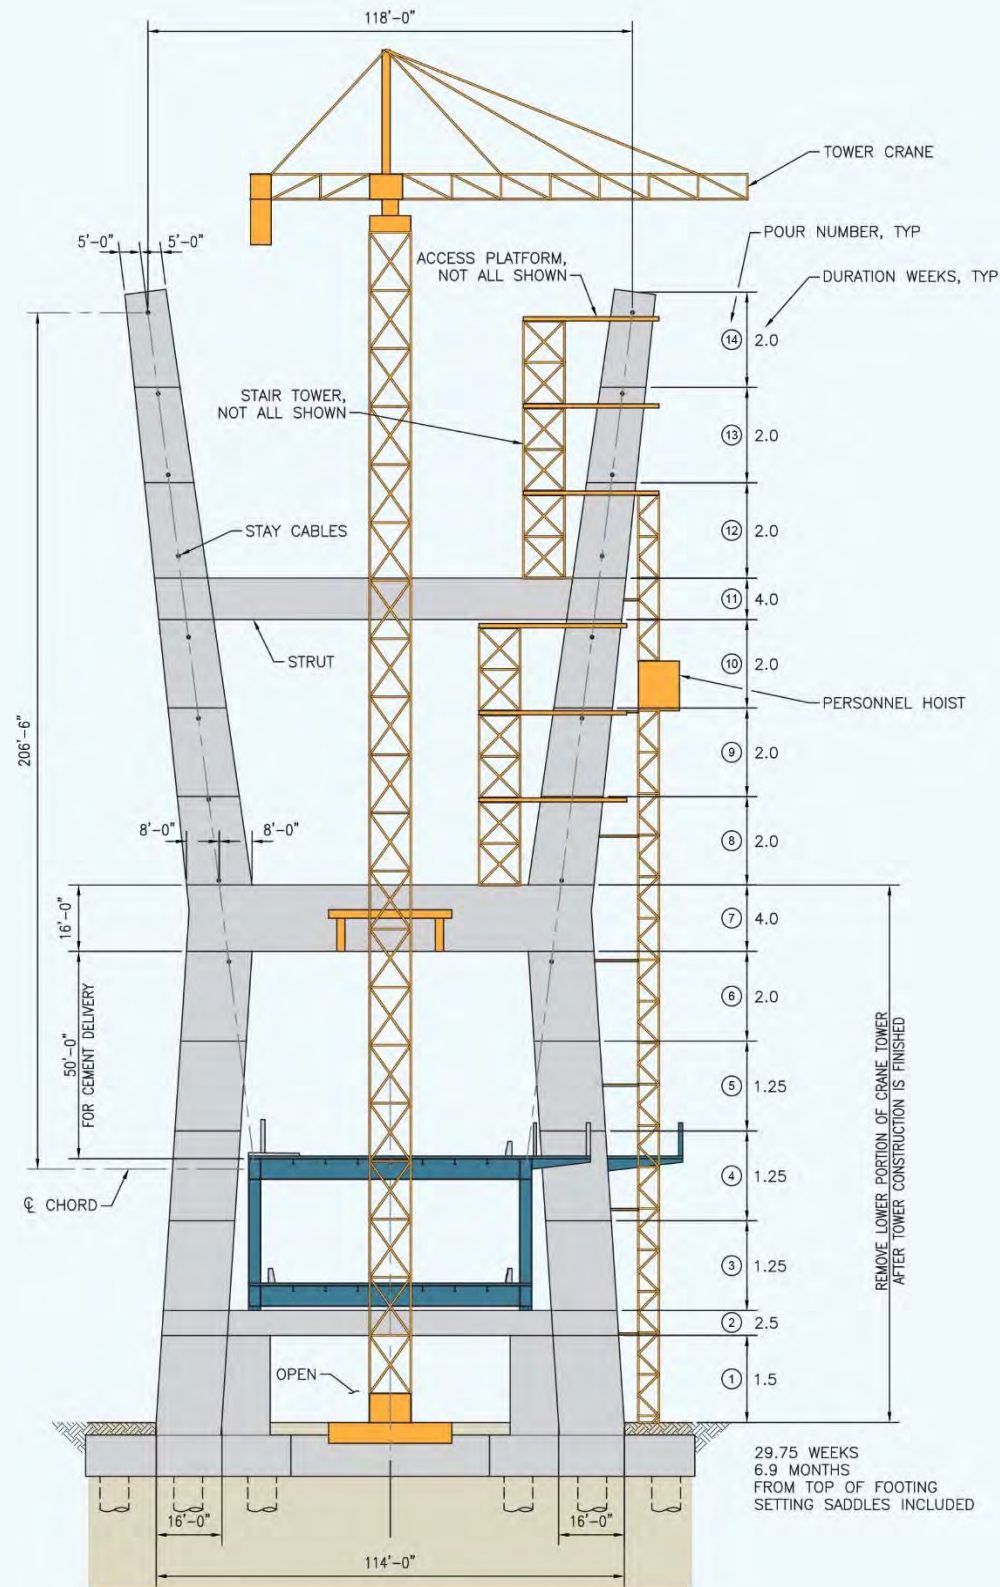 118'-0"
TOWER CRANE
5'-0"
5'-0"
POUR NUMBER, TYP
ACCESS PLATFORM,
NOT ALL SHOWN
DURATION WEEKS, TYP
14 2.0
STAIR TOWER,
NOT ALL SHOWN
13 2.0
STAY CABLES
12 2.0
11 4.0
STRUT
10 2.0
PERSONNEL HOIST
206'-6"
9 2.0
8'-0"
8'-0"
8 2.0
16'-0"
7 4.0
50'-0"
FOR CEMENT DELIVERY
6 2.0
5 1.25
REMOVE LOWER PORTION OF CRANE TOWER
AFTER TOWER CONSTRUCTION IS FINISHED
4 1.25
℄ CHORD
3 1.25
2 2.5
OPEN
1 1.5
29.75 WEEKS
6.9 MONTHS
FROM TOP OF FOOTING
SETTING SADDLES INCLUDED
16'-0"
16'-0"
114'-0"